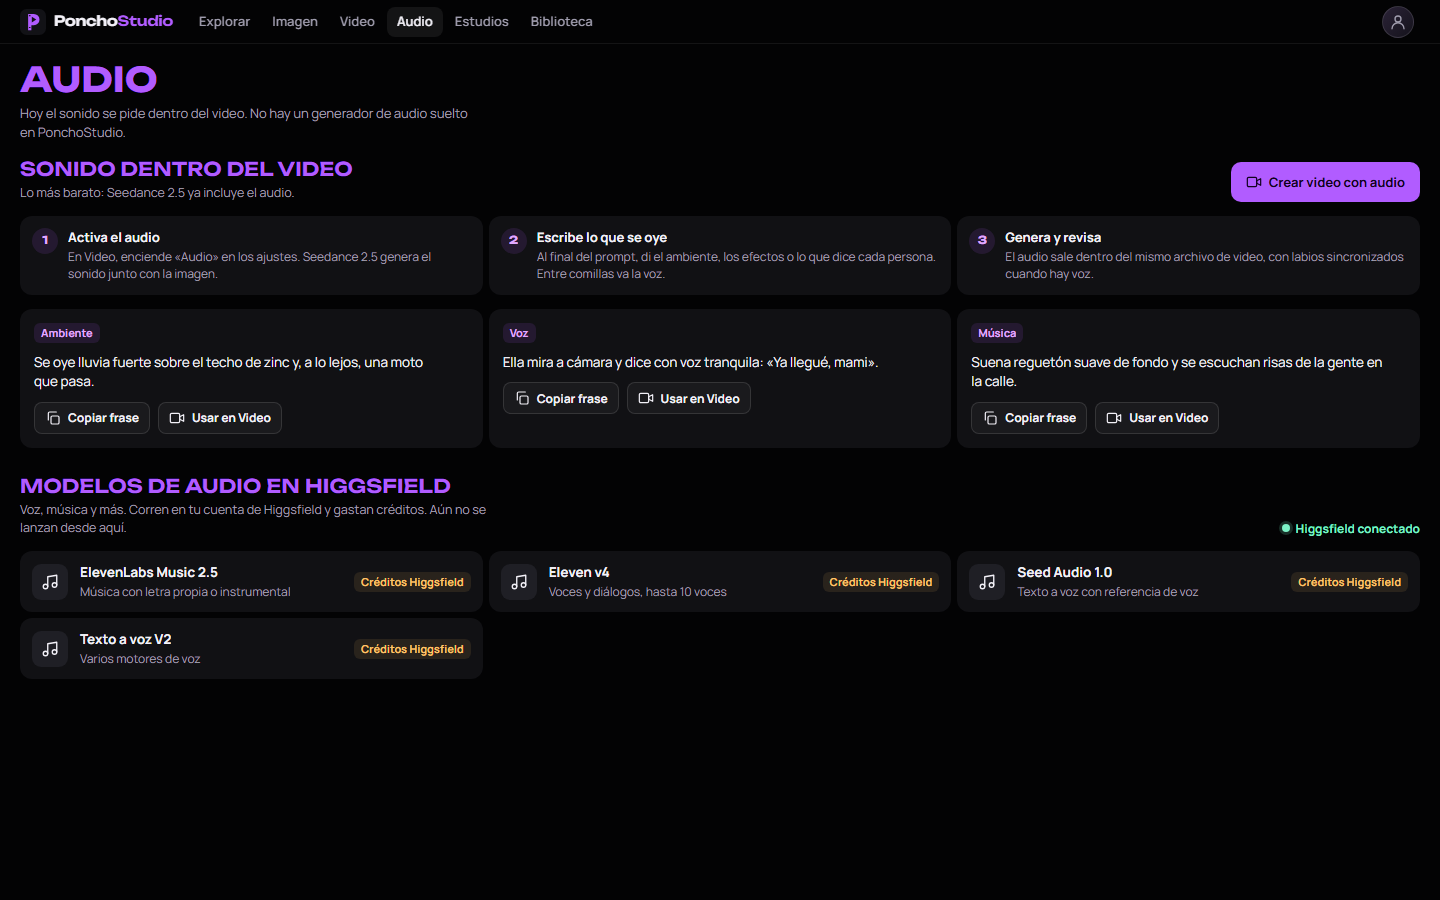 PonchoStudio
Explorar
Imagen
Video
Audio
Estudios
Biblioteca
AUDIO
Hoy el sonido se pide dentro del video. No hay un generador de audio suelto
en PonchoStudio.
SONIDO DENTRO DEL VIDEO
Lo más barato: Seedance 2.5 ya incluye el audio.
Crear video con audio
1
Activa el audio
En Video, enciende «Audio» en los ajustes. Seedance 2.5 genera el
sonido junto con la imagen.
2
Escribe lo que se oye
Al final del prompt, di el ambiente, los efectos o lo que dice cada persona.
Entre comillas va la voz.
3
Genera y revisa
El audio sale dentro del mismo archivo de video, con labios sincronizados
cuando hay voz.
Ambiente
Se oye lluvia fuerte sobre el techo de zinc y, a lo lejos, una moto
que pasa.
Copiar frase
Usar en Video
Voz
Ella mira a cámara y dice con voz tranquila: «Ya llegué, mami».
Copiar frase
Usar en Video
Música
Suena reguetón suave de fondo y se escuchan risas de la gente en
la calle.
Copiar frase
Usar en Video
MODELOS DE AUDIO EN HIGGSFIELD
Voz, música y más. Corren en tu cuenta de Higgsfield y gastan créditos. Aún no se
lanzan desde aquí.
Higgsfield conectado
ElevenLabs Music 2.5
Música con letra propia o instrumental
Créditos Higgsfield
Eleven v4
Voces y diálogos, hasta 10 voces
Créditos Higgsfield
Seed Audio 1.0
Texto a voz con referencia de voz
Créditos Higgsfield
Texto a voz V2
Varios motores de voz
Créditos Higgsfield